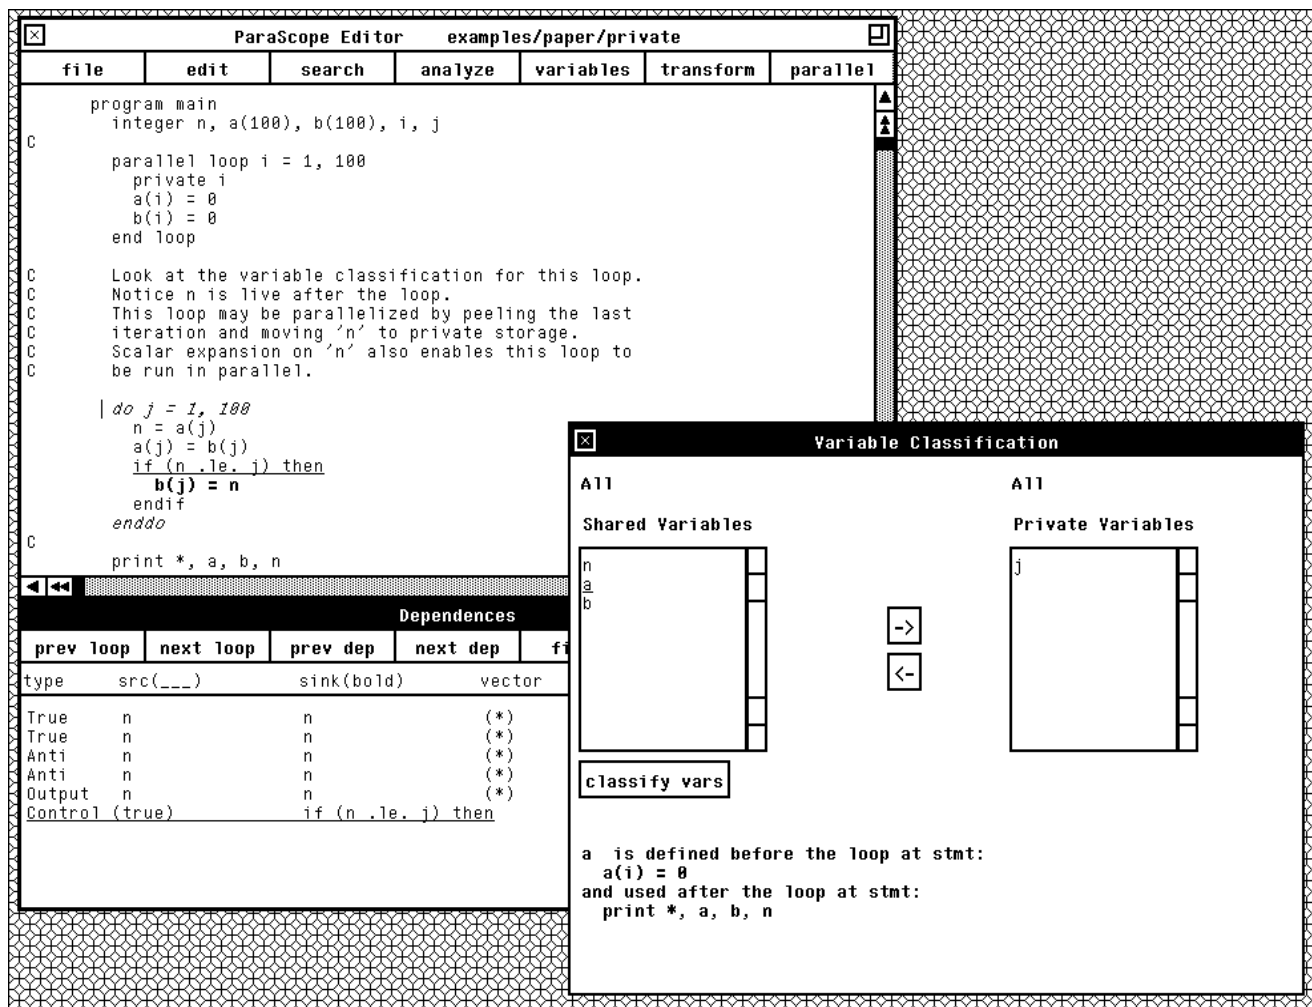 ParaScope Editor examples/paper/private
file edit search analyze variables transform parallel
program main
integer n, a(100), b(100), i, j
C
parallel loop i = 1, 100
private i
a(i) = 0
b(i) = 0
end loop
C Look at the variable classification for this loop.
C Notice n is live after the loop.
C This loop may be parallelized by peeling the last
C iteration and moving 'n' to private storage.
C Scalar expansion on 'n' also enables this loop to
C be run in parallel.
do j = 1, 100
n = a(j)
a(j) = b(j)
if (n .le. j) then
b(j) = n
endif
enddo
C
print *, a, b, n
Dependences
prev loop next loop prev dep next dep fi
type src(___) sink(bold) vector
True n n (*)
True n n (*)
Anti n n (*)
Anti n n (*)
Output n n (*)
Control (true) if (n .le. j) then
Variable Classification
All All
Shared Variables Private Variables
n j
a
b
->
<-
classify vars
a is defined before the loop at stmt:
a(i) = 0
and used after the loop at stmt:
print *, a, b, n